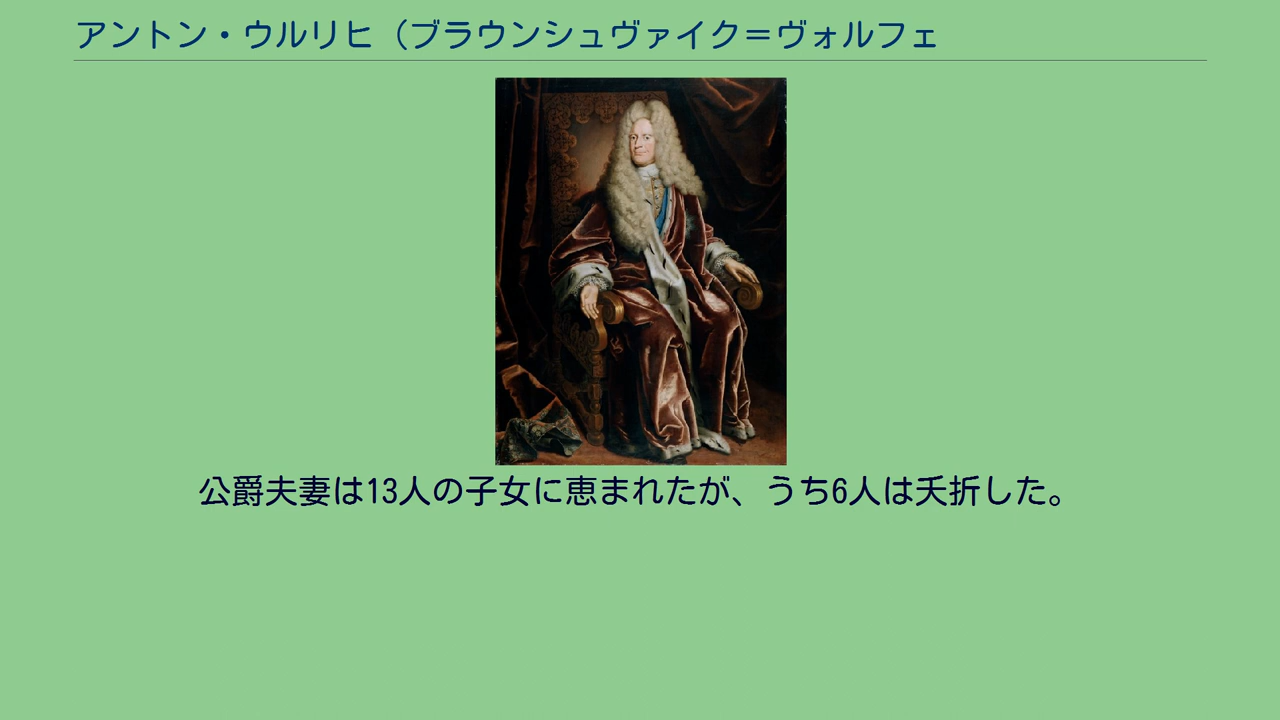 アントン・ウルリヒ（ブラウンシュヴァイク＝ヴォルフェ
公爵夫妻は13人の子女に恵まれたが、うち6人は夭折した。